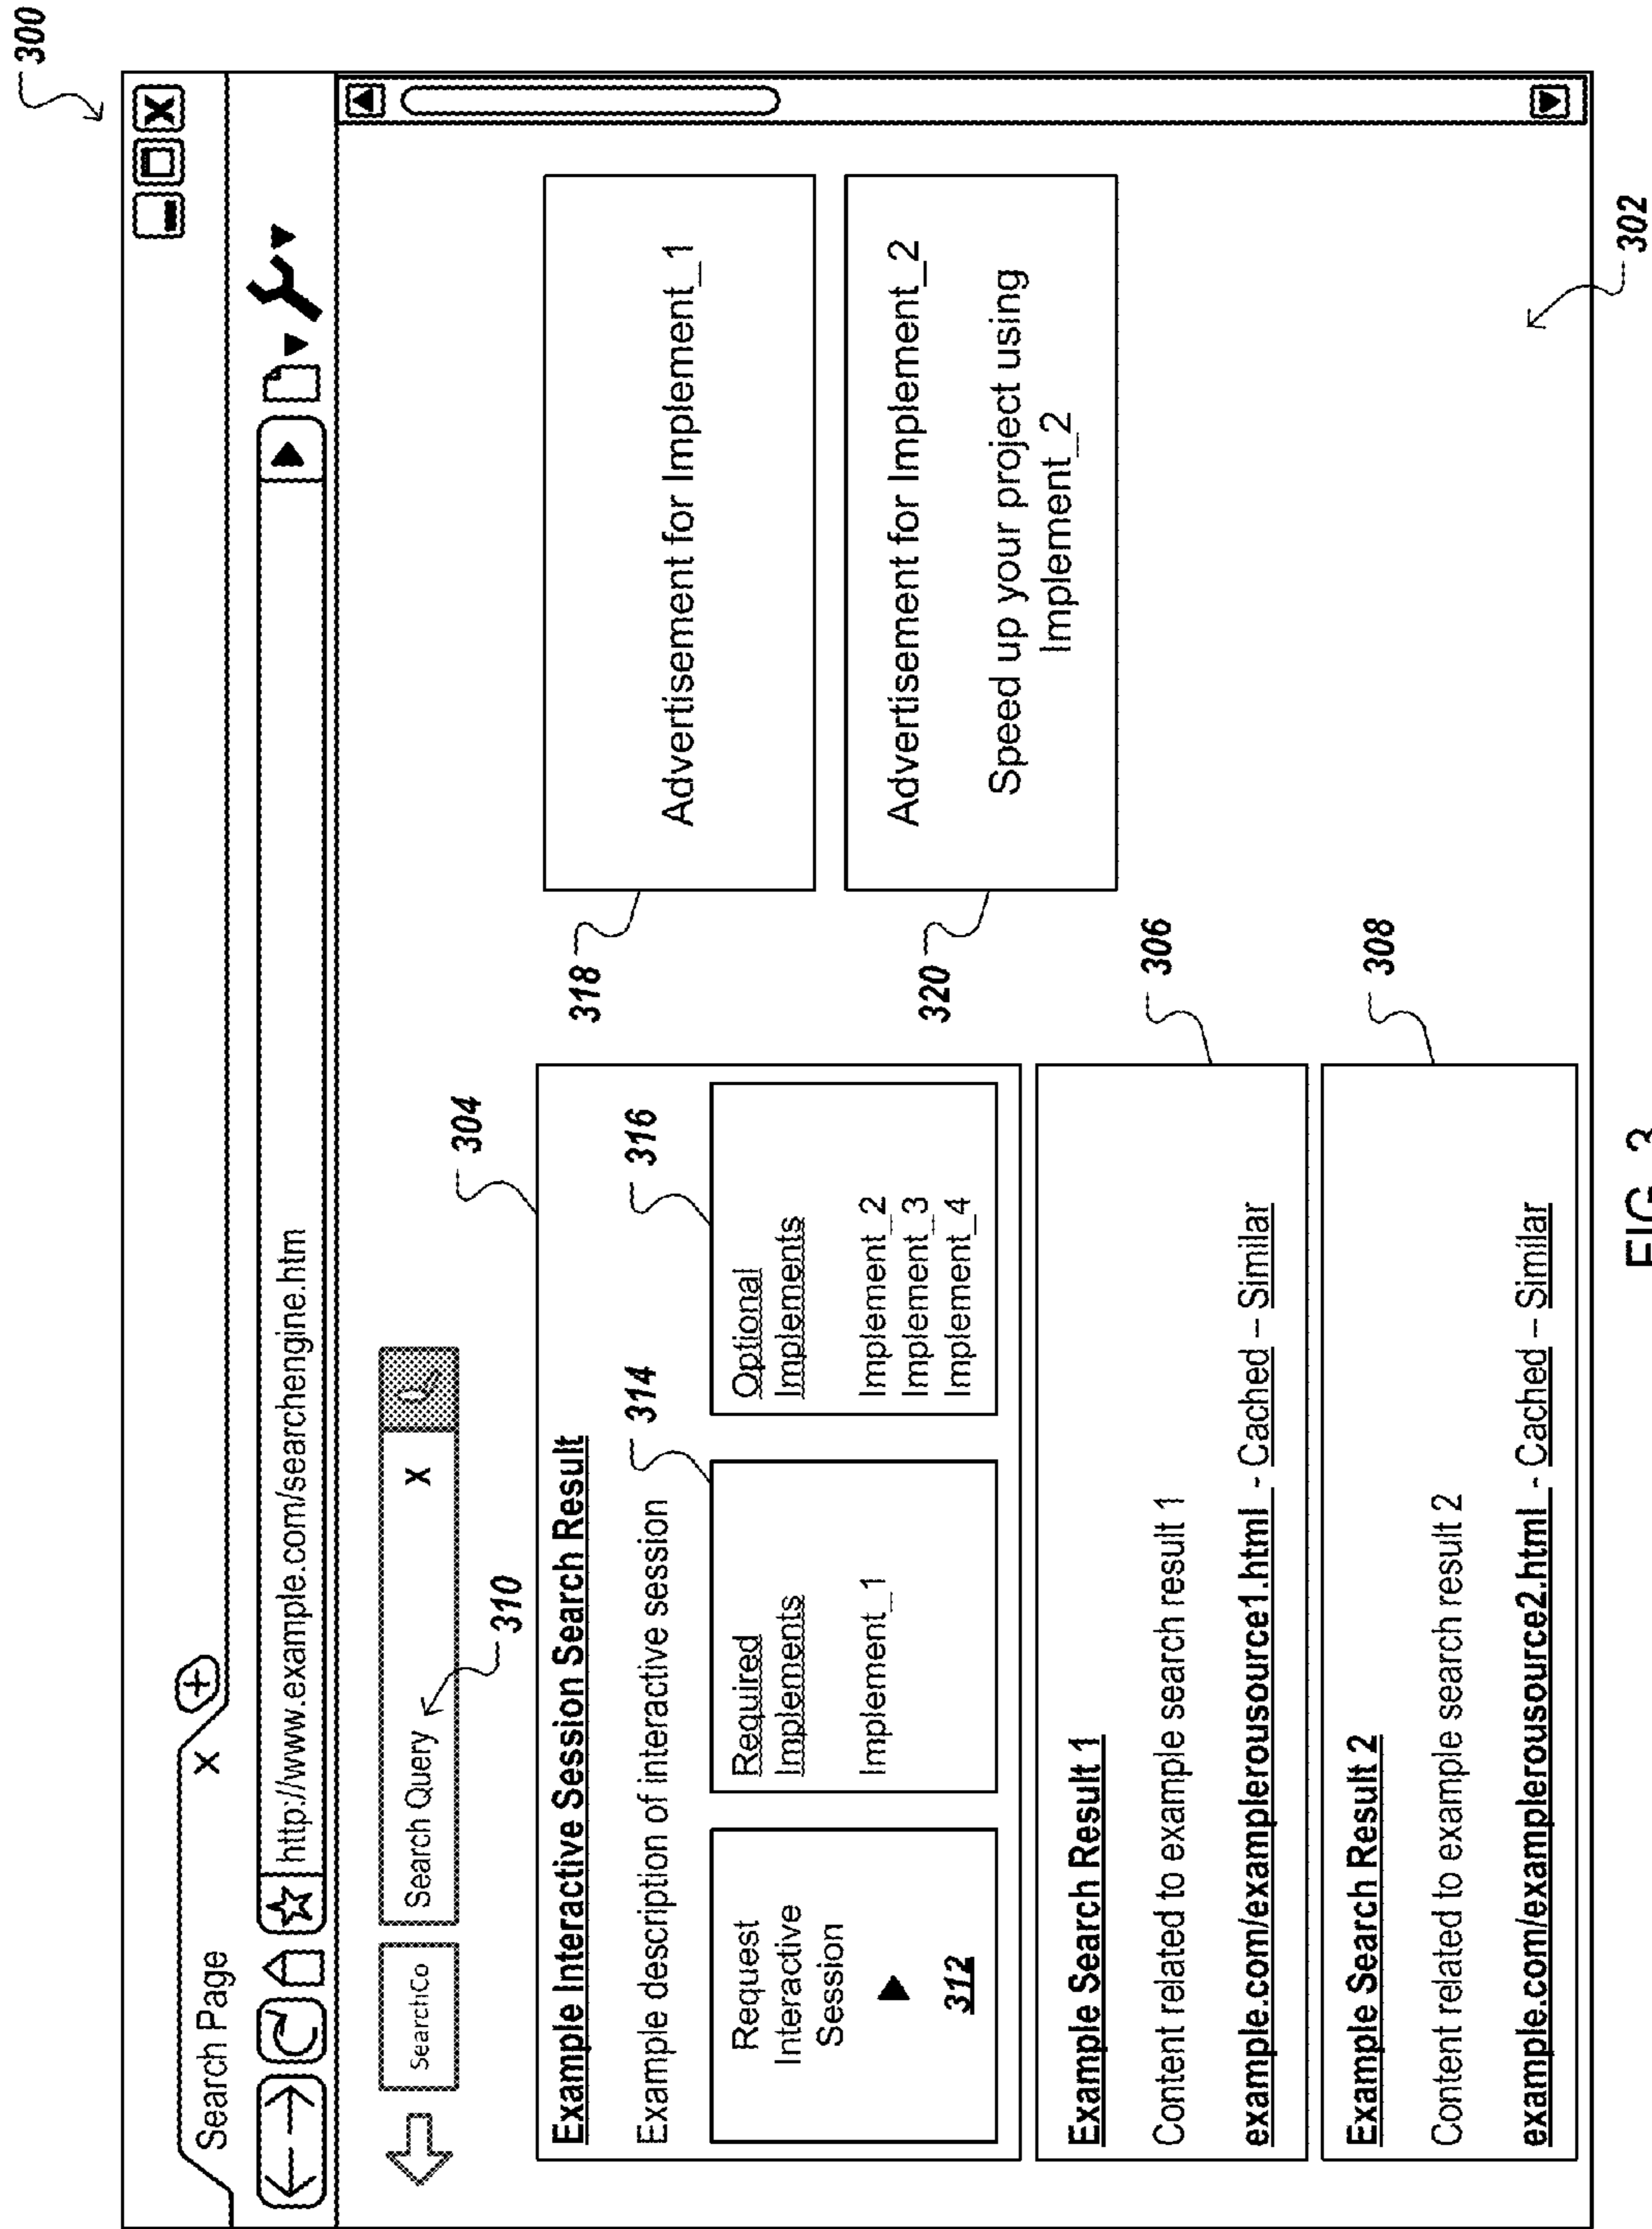 300
Search Page
X
http://www.example.com/searchengine.htm
SearchCo
Search Query
X
310
304
Example Interactive Session Search Result
Example description of interactive session
314
316
Request
Interactive
Session
312
Required
Implements
Implement_1
Optional
Implements
Implement_2
Implement_3
Implement_4
318
Advertisement for Implement_1
320
Advertisement for Implement_2
Speed up your project using
Implement_2
306
Example Search Result 1
Content related to example search result 1
example.com/examplerousource1.html - Cached – Similar
308
Example Search Result 2
Content related to example search result 2
example.com/examplerousource2.html - Cached – Similar
302
FIG. 3